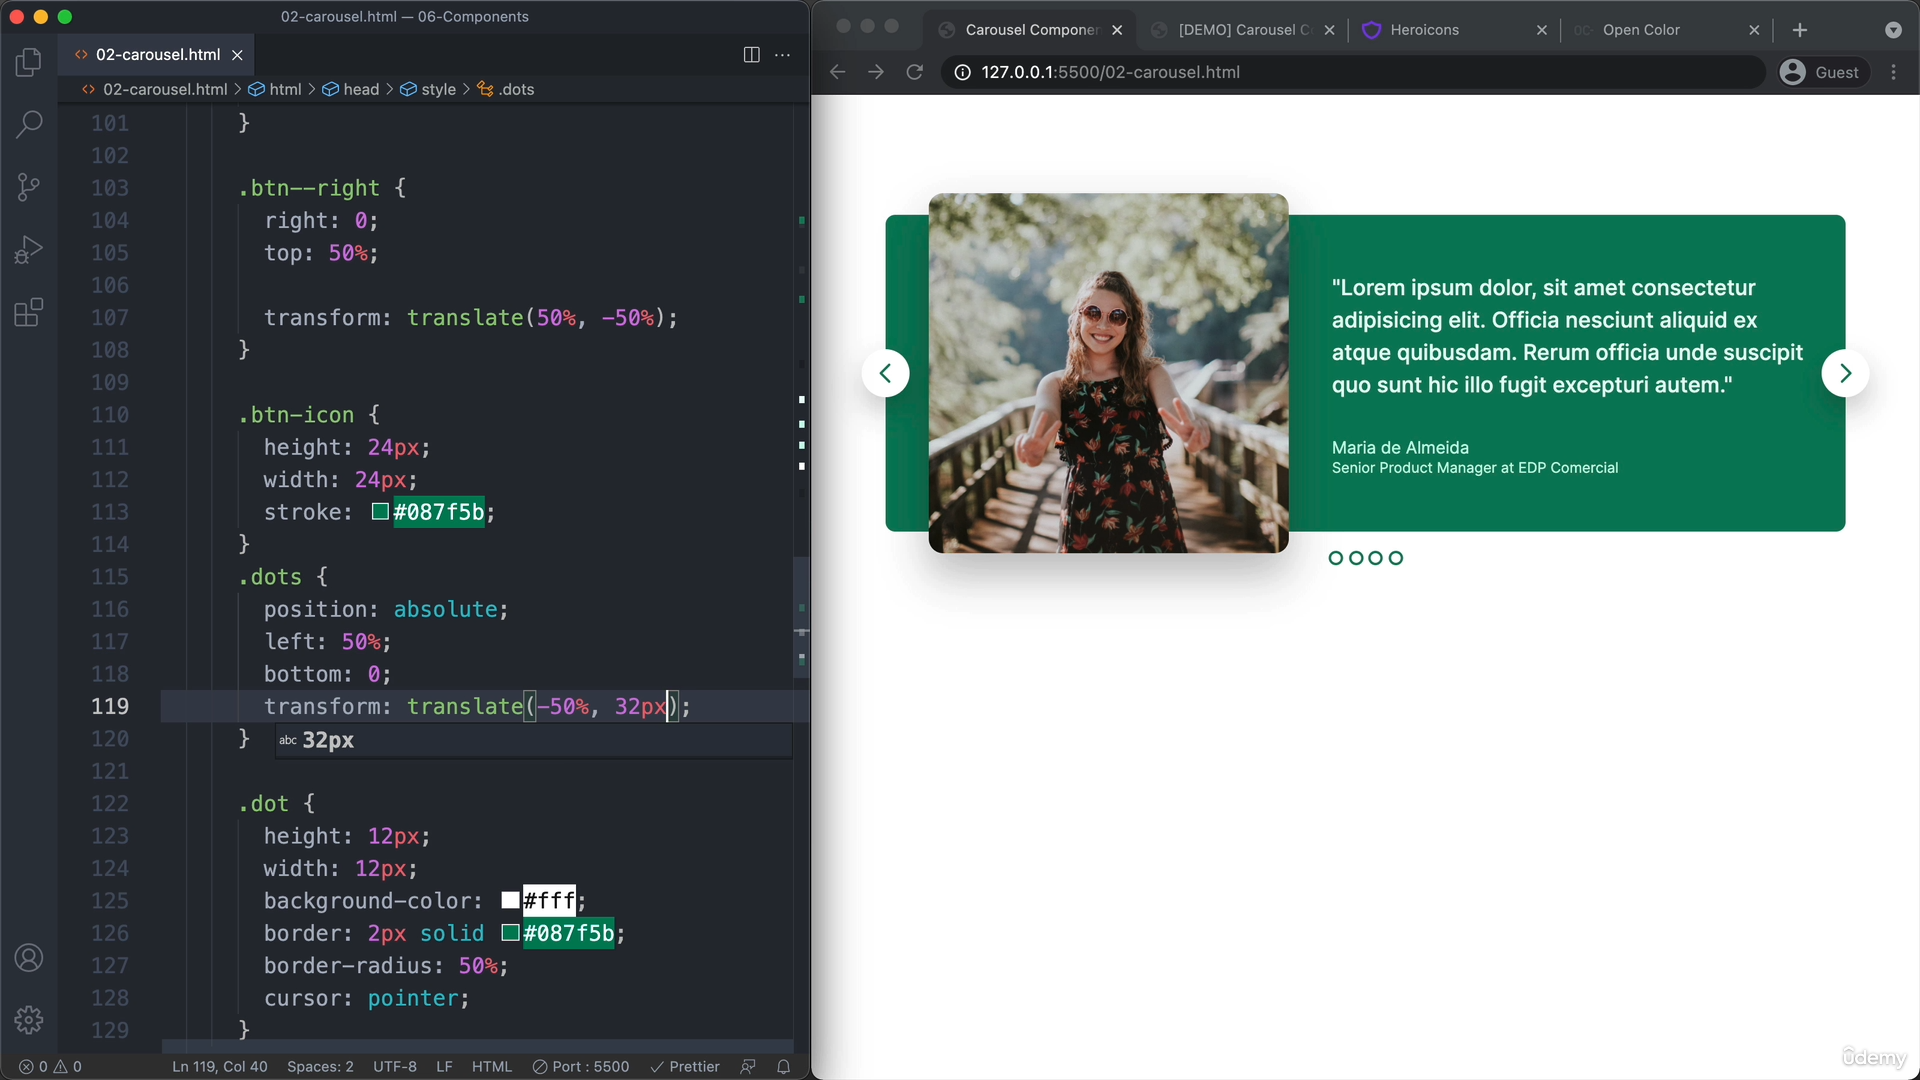 02-carousel.html — 06-Components
02-carousel.html
02-carousel.html > html > head > style > .dots
101 }
102
103 .btn--right {
104 right: 0;
105 top: 50%;
106
107 transform: translate(50%, -50%);
108 }
109
110 .btn-icon {
111 height: 24px;
112 width: 24px;
113 stroke: #087f5b;
114 }
115 .dots {
116 position: absolute;
117 left: 50%;
118 bottom: 0;
119 transform: translate(-50%, 32px);
120 }
abc 32px
121
122 .dot {
123 height: 12px;
124 width: 12px;
125 background-color: #fff;
126 border: 2px solid #087f5b;
127 border-radius: 50%;
128 cursor: pointer;
129 }
0 0 Ln 119, Col 40 Spaces: 2 UTF-8 LF HTML Port : 5500 Prettier
Carousel Componen [DEMO] Carousel C Heroicons OC Open Color
127.0.0.1:5500/02-carousel.html Guest
"Lorem ipsum dolor, sit amet consectetur
adipisicing elit. Officia nesciunt aliquid ex
atque quibusdam. Rerum officia unde suscipit
quo sunt hic illo fugit excepturi autem."
Maria de Almeida
Senior Product Manager at EDP Comercial
ûdemy